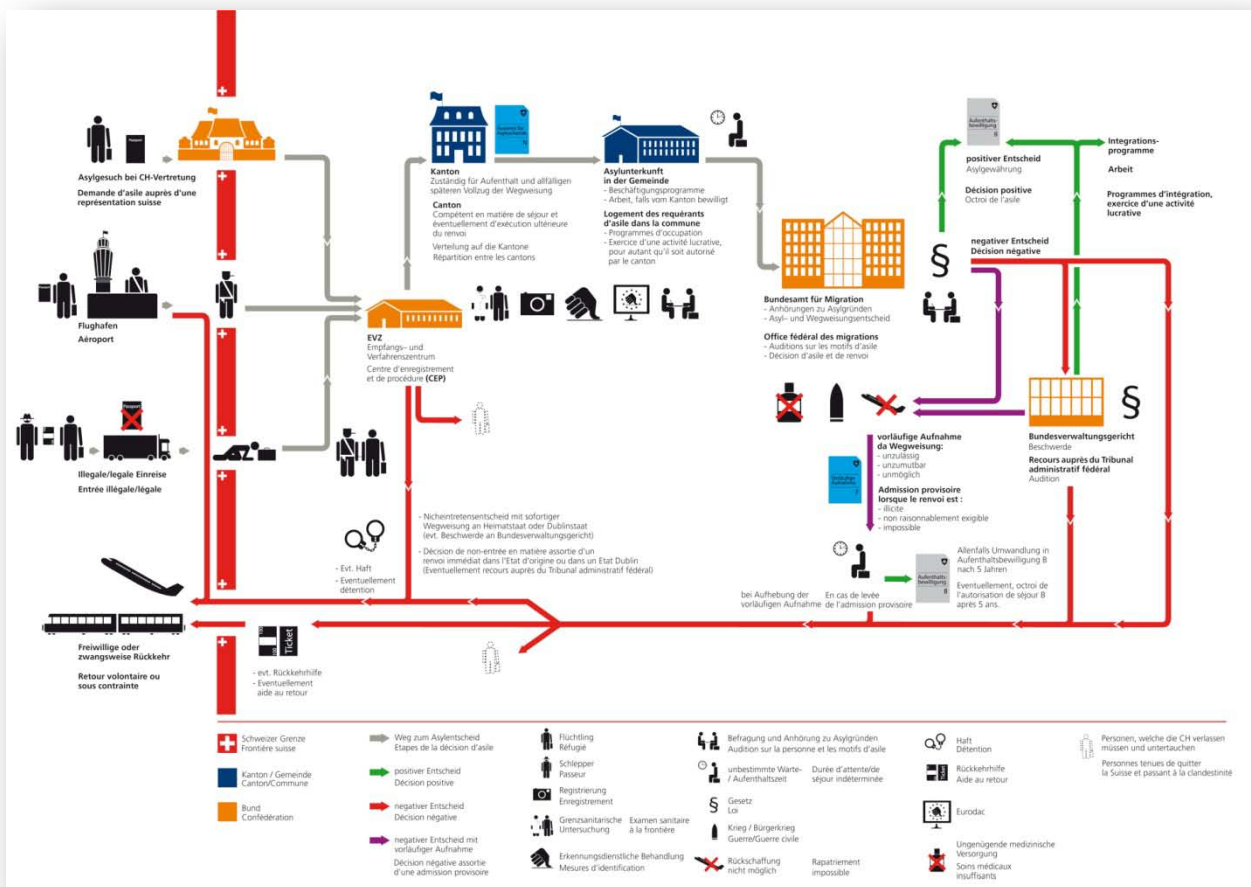 Asylgesuch bei CH-Vertretung
Demande d'asile auprès d'une
représentation suisse
Flughafen
Aéroport
Illegale/legale Einreise
Entrée illégale/légale
Freiwillige oder
zwangsweise Rückkehr
Retour volontaire ou
sous contrainte
- evt. Rückkehrhilfe
- Eventuellement
aide au retour
Ticket
- Evt. Haft
- Eventuellement
détention
EVZ
Empfangs- und
Verfahrenszentrum
Centre d'enregistrement
et de procédure (CEP)
- Nicheintretensentscheid mit sofortiger
Wegweisung an Heimatstaat oder Dublinstaat
(evt. Beschwerde an Bundesverwaltungsgericht)
- Décision de non-entrée en matière assortie d'un
renvoi immédiat dans l'Etat d'origine ou dans un Etat Dublin
(Eventuellement recours auprès du Tribunal administratif fédéral)
Kanton
Zuständig für Aufenthalt und allfälligen
späteren Vollzug der Wegweisung
Canton
Compétent en matière de séjour et
éventuellement d'exécution ultérieure
du renvoi
Verteilung auf die Kantone
Répartition entre les cantons
Asylunterkunft
in der Gemeinde
- Beschäftigungsprogramme
- Arbeit, falls vom Kanton bewilligt
Logement des requérants
d'asile dans la commune
- Programmes d'occupation
- Exercice d'une activité lucrative,
pour autant qu'il soit autorisé
par le canton
Bundesamt für Migration
- Anhörungen zu Asylgründen
- Asyl- und Wegweisungsentscheid
Office fédéral des migrations
- Auditions sur les motifs d'asile
- Décision d'asile et de renvoi
Aufenthalts-
bewilligung
B
positiver Entscheid
Asylgewährung
Décision positive
Octroi de l'asile
Integrations-
programme
Arbeit
Programmes d'intégration,
exercice d'une activité
lucrative
§
negativer Entscheid
Décision négative
§
Bundesverwaltungsgericht
Beschwerde
Recours auprès du Tribunal
administratif fédéral
Audition
vorläufige Aufnahme
da Wegweisung:
- unzulässig
- unzumutbar
- unmöglich
Admission provisoire
lorsque le renvoi est :
- illicite
- non raisonnablement exigible
- impossible
Aufenthalts-
bewilligung
B
Allenfalls Umwandlung in
Aufenthaltsbewilligung B
nach 5 Jahren
Eventuellement, octroi de
l'autorisation de séjour B
après 5 ans.
bei Aufhebung der
vorläufigen Aufnahme
En cas de levée
de l'admission provisoire
Schweizer Grenze
Frontière suisse
Kanton / Gemeinde
Canton/Commune
Bund
Confédération
Weg zum Asylentscheid
Etapes de la décision d'asile
positiver Entscheid
Décision positive
negativer Entscheid
Décision négative
negativer Entscheid mit
vorläufiger Aufnahme
Décision négative assortie
d'une admission provisoire
Flüchtling
Réfugié
Schlepper
Passeur
Registrierung
Enregistrement
Grenzsanitarische
Untersuchung
Examen sanitaire
à la frontière
Erkennungsdienstliche Behandlung
Mesures d'identification
Befragung und Anhörung zu Asylgründen
Audition sur la personne et les motifs d'asile
unbestimmte Warte-
/ Aufenthaltszeit
Durée d'attente/de
séjour indéterminée
§
Gesetz
Loi
Krieg / Bürgerkrieg
Guerre/Guerre civile
Rückschaffung
nicht möglich
Rapatriement
impossible
Haft
Détention
Rückkehrhilfe
Aide au retour
Eurodac
Ungenügende medizinische
Versorgung
Soins médicaux
insuffisants
Personen, welche die CH verlassen
müssen und untertauchen
Personnes tenues de quitter
la Suisse et passant à la clandestinité